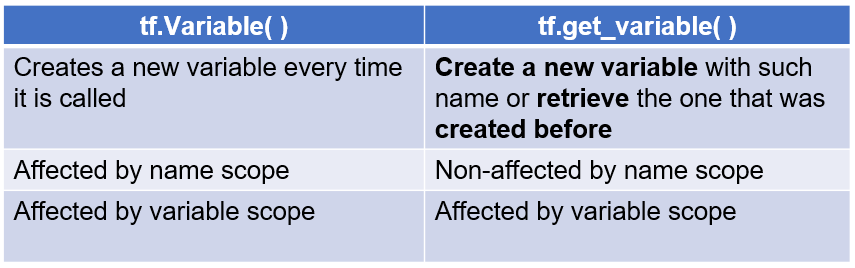 tf.Variable( )
tf.get_variable( )
Creates a new variable every time
it is called
Create a new variable with such
name or retrieve the one that was
created before
Affected by name scope
Non-affected by name scope
Affected by variable scope
Affected by variable scope